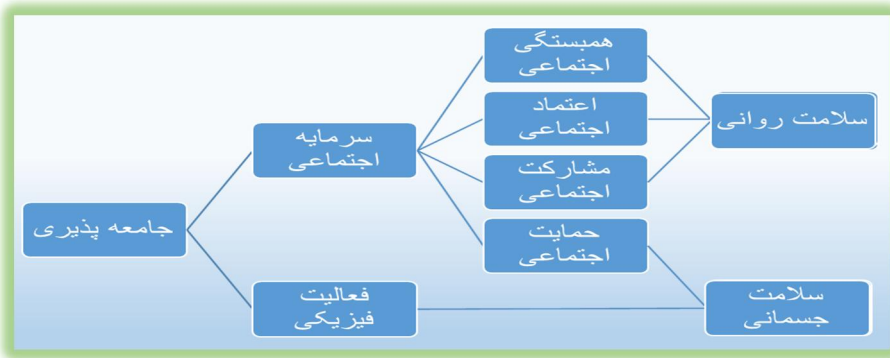 همبستگی
اجتماعی
اعتماد
اجتماعی
سلامت روانی
سرمایه
اجتماعی
مشارکت
اجتماعی
جامعه پذیری
حمایت
اجتماعی
فعالیت
فیزیکی
سلامت
جسمانی